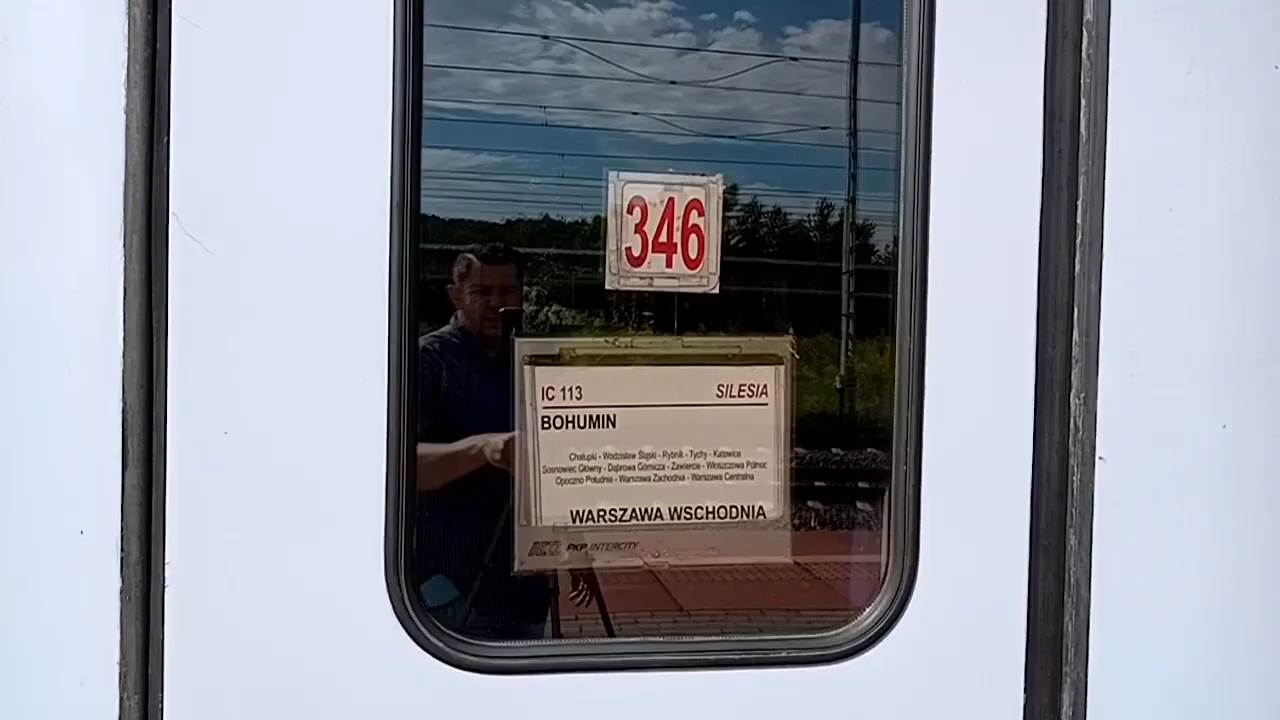 346
IC 113 SILESIA
BOHUMIN
Chałupki - Wodzisław Śląski - Rybnik - Tychy - Katowice
Sosnowiec Główny - Dąbrowa Górnicza - Zawiercie - Włoszczowa Północ
Opoczno Południe - Warszawa Zachodnia - Warszawa Centralna
WARSZAWA WSCHODNIA
PKP INTERCITY